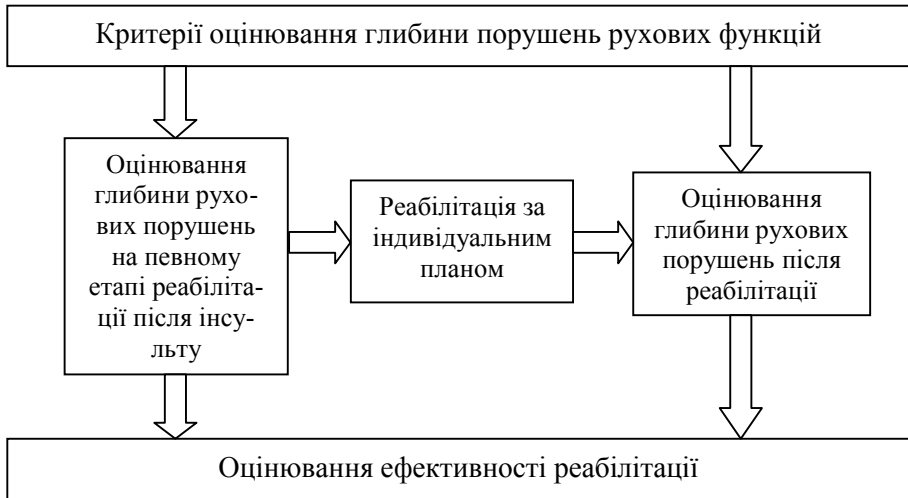 Критерії оцінювання глибини порушень рухових функцій
Оцінювання
глибини рухо-
вих порушень
на певному
етапі реабіліта-
ції після інсу-
льту
Реабілітація за
індивідуальним
планом
Оцінювання
глибини рухових
порушень після
реабілітації
Оцінювання ефективності реабілітації